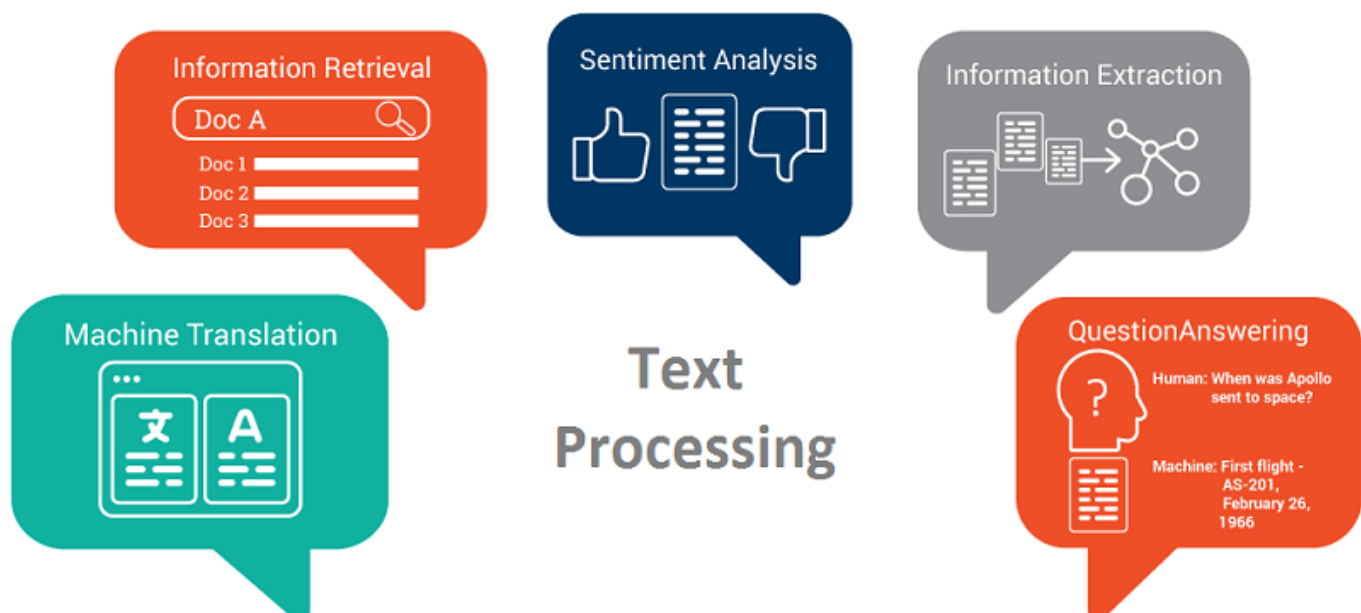 Information Retrieval
Doc A
Doc 1
Doc 2
Doc 3
Sentiment Analysis
Information Extraction
Machine Translation
文
A
Text
Processing
QuestionAnswering
?
Human: When was Apollo
sent to space?
Machine: First flight -
AS-201,
February 26,
1966